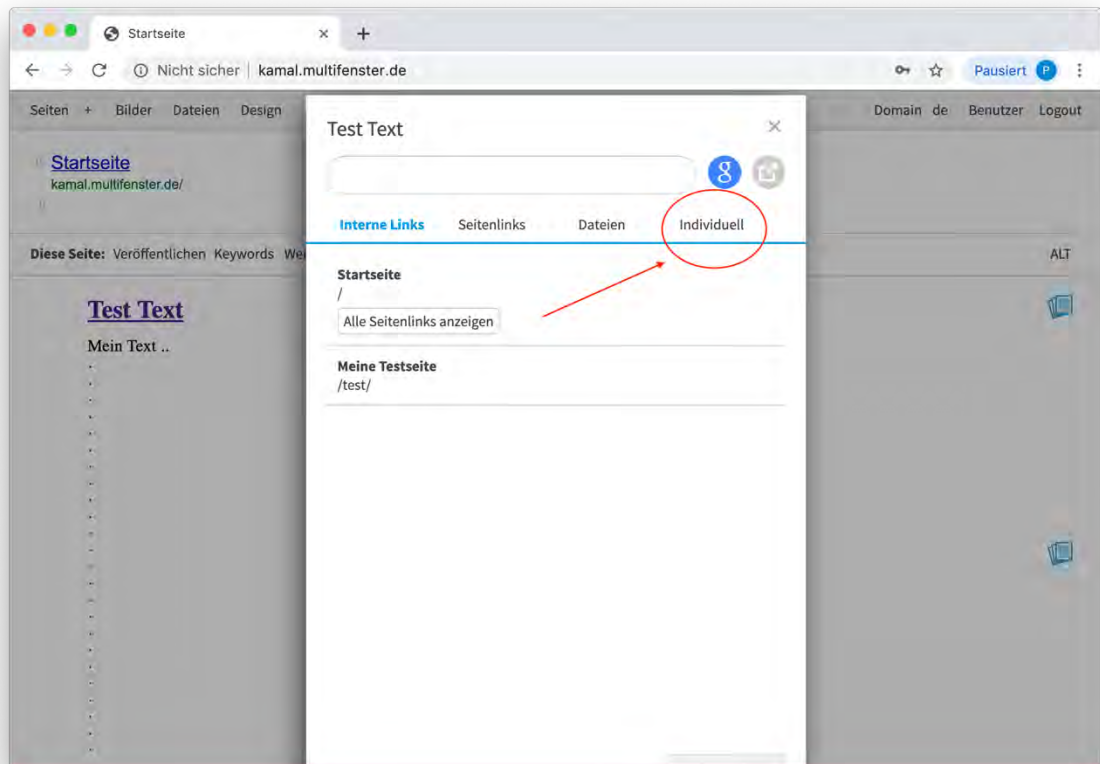 Startseite
Nicht sicher | kamal.multifenster.de
Pausiert P
Seiten + Bilder Dateien Design
Domain de Benutzer Logout
Startseite
kamal.multifenster.de/
Diese Seite: Veröffentlichen Keywords
ALT
Test Text
Mein Text ..
Test Text
g
Interne Links Seitenlinks Dateien Individuell
Startseite
/
Alle Seitenlinks anzeigen
Meine Testseite
/test/